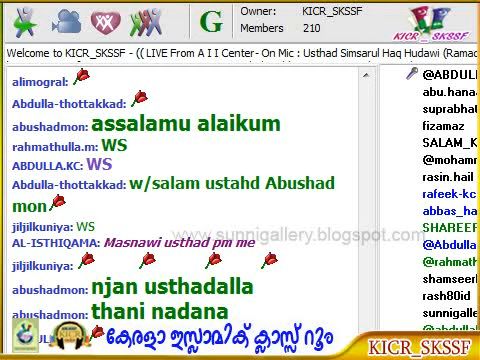 Owner: KICR_SKSSF
Members 210
G
KICR_SKSSF
Welcome to KICR_SKSSF - (( LIVE From A I I Center- On Mic : Usthad Simsarul Haq Hudawi (Ramad
alimogral:
Abdulla-thottakkad:
abushadmon: assalamu alaikum
rahmathulla.m: WS
ABDULLA.KC: WS
Abdulla-thottakkad: w/salam ustahd Abushad
mon
jiljilkuniya: WS
AL-ISTHIQAMA: Masnawi usthad pm me
jiljilkuniya:
abushadmon: njan usthadalla
abushadmon: thani nadana
@ABDULL
abu.hana
suprabhat
fizamaz
SALAM_K
@mohamm
rasin.hail
rafeek-kc
abbas_ha
SHAREEF
@Abdulla
@rahmath
shamseerl
rash80id
sunnigalle
@abdulla
www.sunnigallery.blogspot.com
കേരളാ ഇസ്ലാമിക് ക്ലാസ്സ് റൂം
KICR_SKSSF